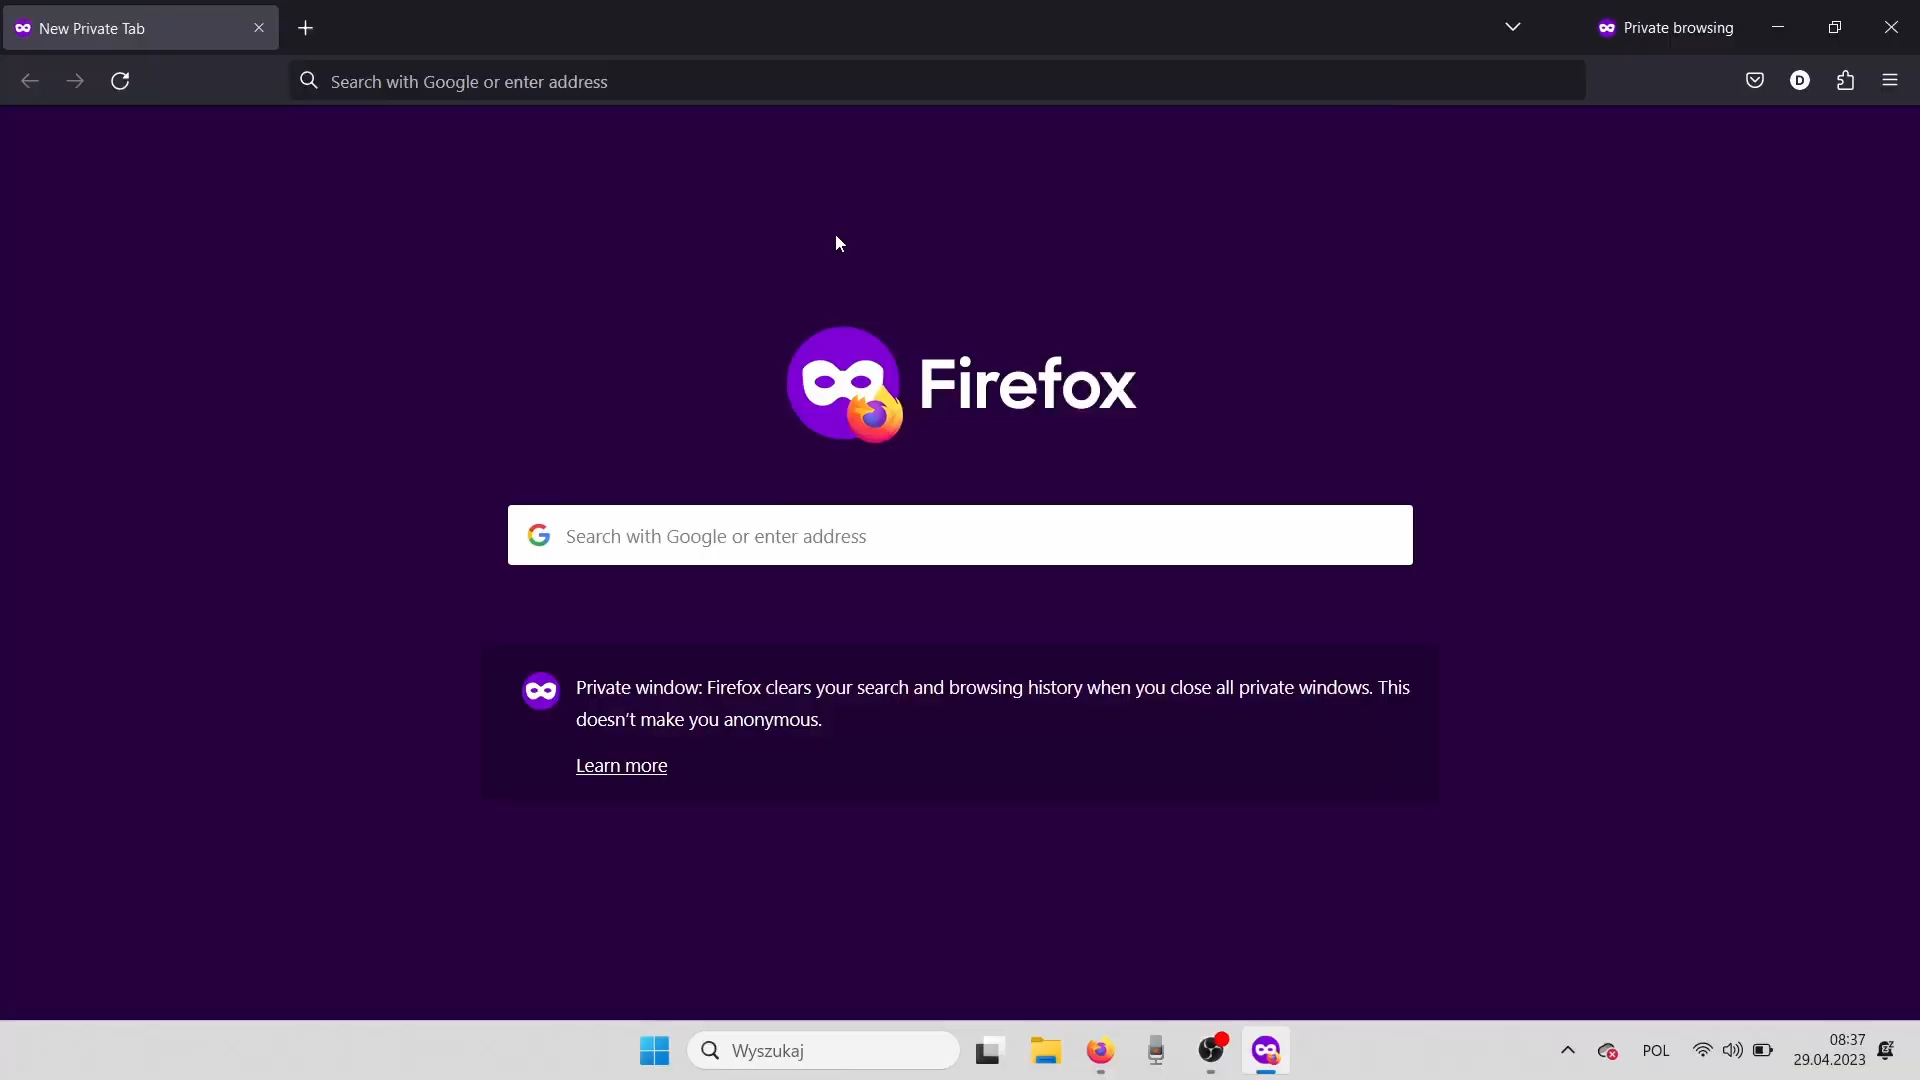 New Private Tab
Private browsing
Search with Google or enter address
D
Firefox
Search with Google or enter address
Private window: Firefox clears your search and browsing history when you close all private windows. This
doesn't make you anonymous.
Learn more
Wyszukaj
POL
08:37
29.04.2023